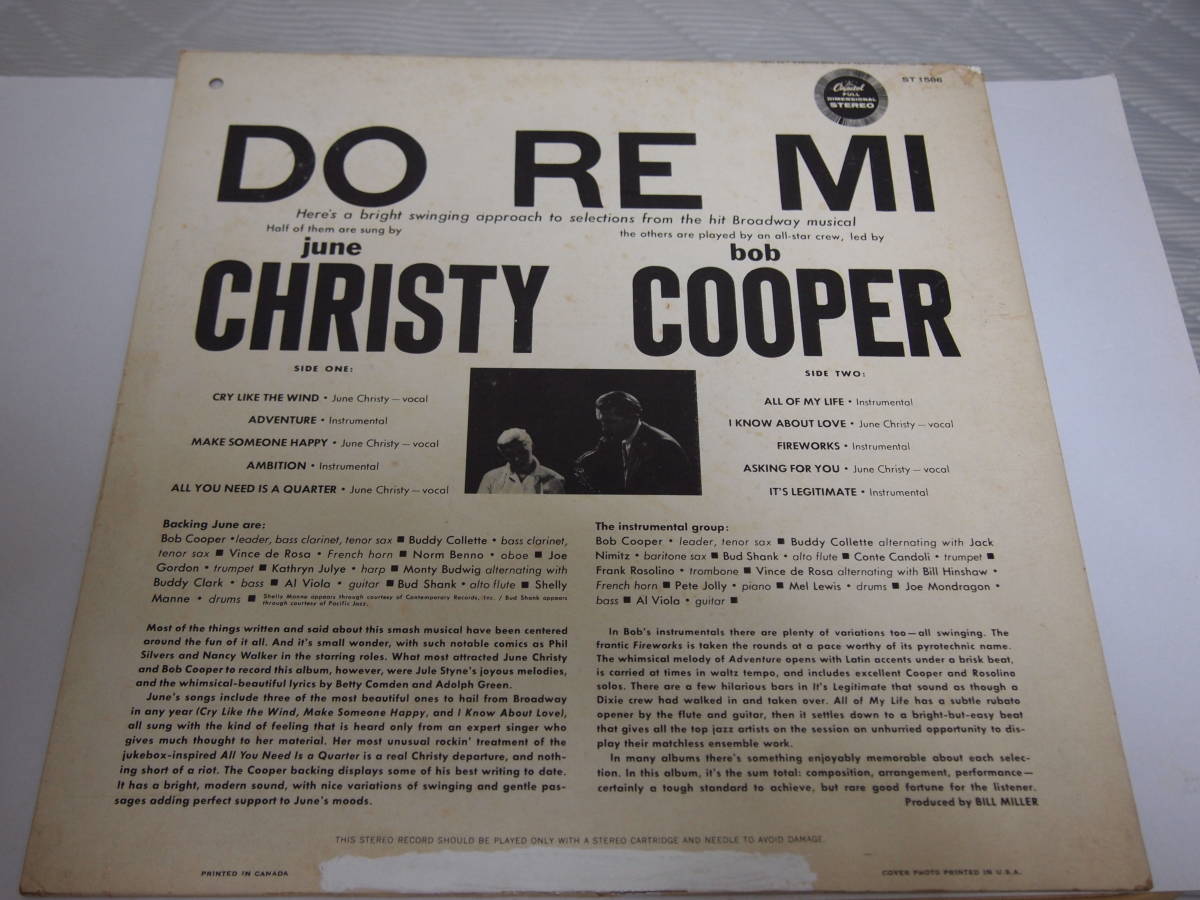 Capitol
FULL
DIMENSIONAL
STEREO
ST 1586
DO RE MI
Here's a bright swinging approach to selections from the hit Broadway musical
Half of them are sung by
june
CHRISTY
the others are played by an all-star crew, led by
bob
COOPER
SIDE ONE:
CRY LIKE THE WIND • June Christy — vocal
ADVENTURE • Instrumental
MAKE SOMEONE HAPPY • June Christy — vocal
AMBITION • Instrumental
ALL YOU NEED IS A QUARTER • June Christy — vocal
SIDE TWO:
ALL OF MY LIFE • Instrumental
I KNOW ABOUT LOVE • June Christy — vocal
FIREWORKS • Instrumental
ASKING FOR YOU • June Christy — vocal
IT'S LEGITIMATE • Instrumental
Backing June are:
Bob Cooper • leader, bass clarinet, tenor sax ■ Buddy Collette • bass clarinet,
tenor sax ■ Vince de Rosa • French horn ■ Norm Benno • oboe ■ Joe
Gordon • trumpet ■ Kathryn Julye • harp ■ Monty Budwig alternating with
Buddy Clark • bass ■ Al Viola • guitar ■ Bud Shank • alto flute ■ Shelly
Manne • drums ■ Shelly Manne appears through courtesy of Contemporary Records, Inc. / Bud Shank appears
through courtesy of Pacific Jazz.
The instrumental group:
Bob Cooper • leader, tenor sax ■ Buddy Collette alternating with Jack
Nimitz • baritone sax ■ Bud Shank • alto flute ■ Conte Candoli • trumpet ■
Frank Rosolino • trombone ■ Vince de Rosa alternating with Bill Hinshaw •
French horn ■ Pete Jolly • piano ■ Mel Lewis • drums ■ Joe Mondragon •
bass ■ Al Viola • guitar ■
Most of the things written and said about this smash musical have been centered
around the fun of it all. And it's small wonder, with such notable comics as Phil
Silvers and Nancy Walker in the starring roles. What most attracted June Christy
and Bob Cooper to record this album, however, were Jule Styne's joyous melodies,
and the whimsical-beautiful lyrics by Betty Comden and Adolph Green.
June's songs include three of the most beautiful ones to hail from Broadway
in any year (Cry Like the Wind, Make Someone Happy, and I Know About Love),
all sung with the kind of feeling that is heard only from an expert singer who
gives much thought to her material. Her most unusual rockin' treatment of the
jukebox-inspired All You Need Is a Quarter is a real Christy departure, and noth-
ing short of a riot. The Cooper backing displays some of his best writing to date.
It has a bright, modern sound, with nice variations of swinging and gentle pas-
sages adding perfect support to June's moods.
In Bob's instrumentals there are plenty of variations too—all swinging. The
frantic Fireworks is taken the rounds at a pace worthy of its pyrotechnic name.
The whimsical melody of Adventure opens with Latin accents under a brisk beat,
is carried at times in waltz tempo, and includes excellent Cooper and Rosolino
solos. There are a few hilarious bars in It's Legitimate that sound as though a
Dixie crew had walked in and taken over. All of My Life has a subtle rubato
opener by the flute and guitar, then it settles down to a bright-but-easy beat
that gives all the top jazz artists on the session an unhurried opportunity to dis-
play their matchless ensemble work.
In many albums there's something enjoyably memorable about each selec-
tion. In this album, it's the sum total: composition, arrangement, performance—
certainly a tough standard to achieve, but rare good fortune for the listener.
Produced by BILL MILLER
THIS STEREO RECORD SHOULD BE PLAYED ONLY WITH A STEREO CARTRIDGE AND NEEDLE TO AVOID DAMAGE.
PRINTED IN CANADA
COVER PHOTO PRINTED IN U.S.A.